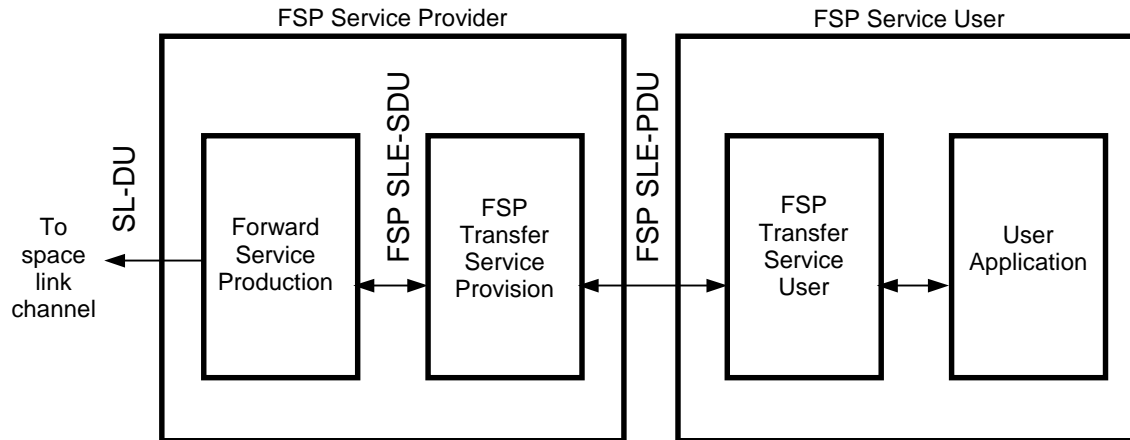 FSP Service Provider
FSP Service User
SL-DU
FSP SLE-SDU
FSP SLE-PDU
To
space
link
channel
Forward
Service
Production
FSP
Transfer
Service
Provision
FSP
Transfer
Service
User
User
Application